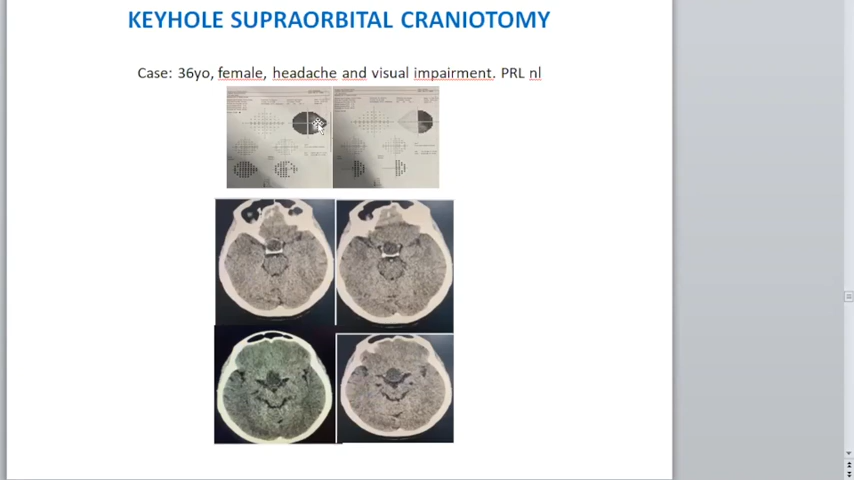 KEYHOLE SUPRAORBITAL CRANIOTOMY
Case: 36yo, female, headache and visual impairment. PRL nl